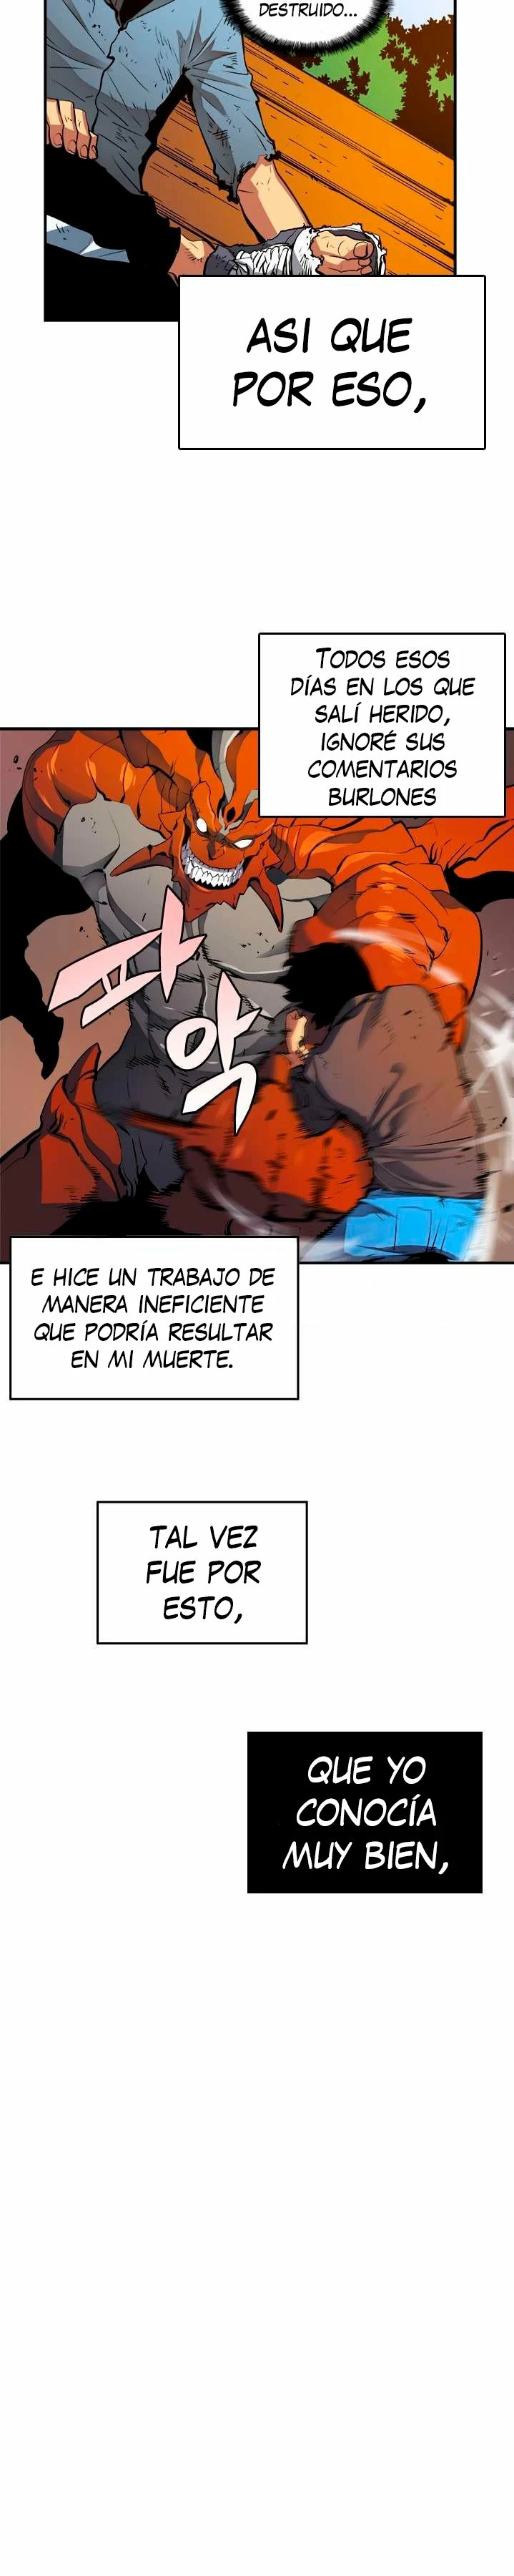 DESTRUIDO...
ASI QUE
POR ESO,
TODOS ESOS
DÍAS EN LOS QUE
SALÍ HERIDO,
IGNORÉ SUS
COMENTARIOS
BURLONES
퍼
억
E HICE UN TRABAJO DE
MANERA INEFICIENTE
QUE PODRÍA RESULTAR
EN MI MUERTE.
TAL VEZ
FUE POR
ESTO,
QUE YO
CONOCÍA
MUY BIEN,